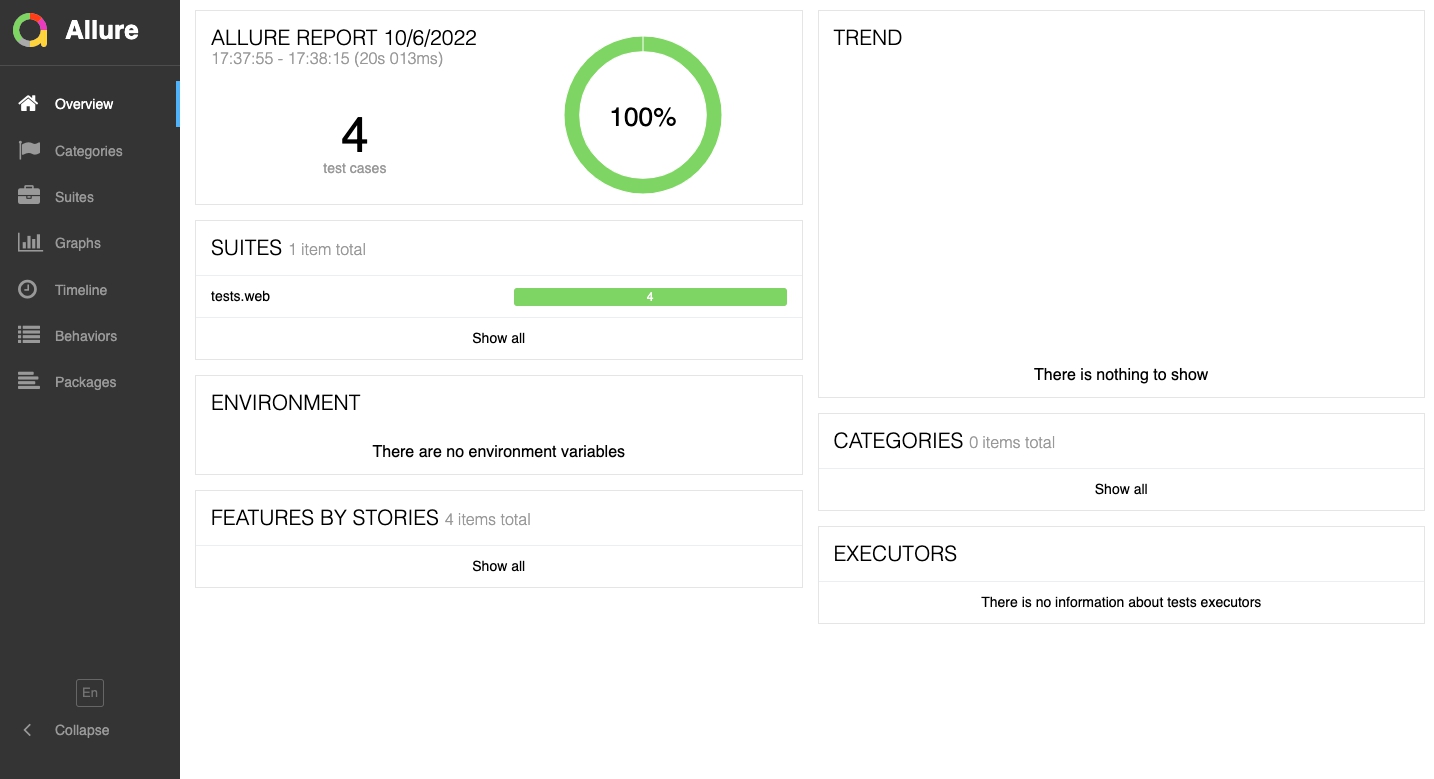 Allure
Overview
Categories
Suites
Graphs
Timeline
Behaviors
Packages
En
Collapse
ALLURE REPORT 10/6/2022
17:37:55 - 17:38:15 (20s 013ms)
4
test cases
100%
SUITES 1 item total
tests.web 4
Show all
ENVIRONMENT
There are no environment variables
FEATURES BY STORIES 4 items total
Show all
TREND
There is nothing to show
CATEGORIES 0 items total
Show all
EXECUTORS
There is no information about tests executors